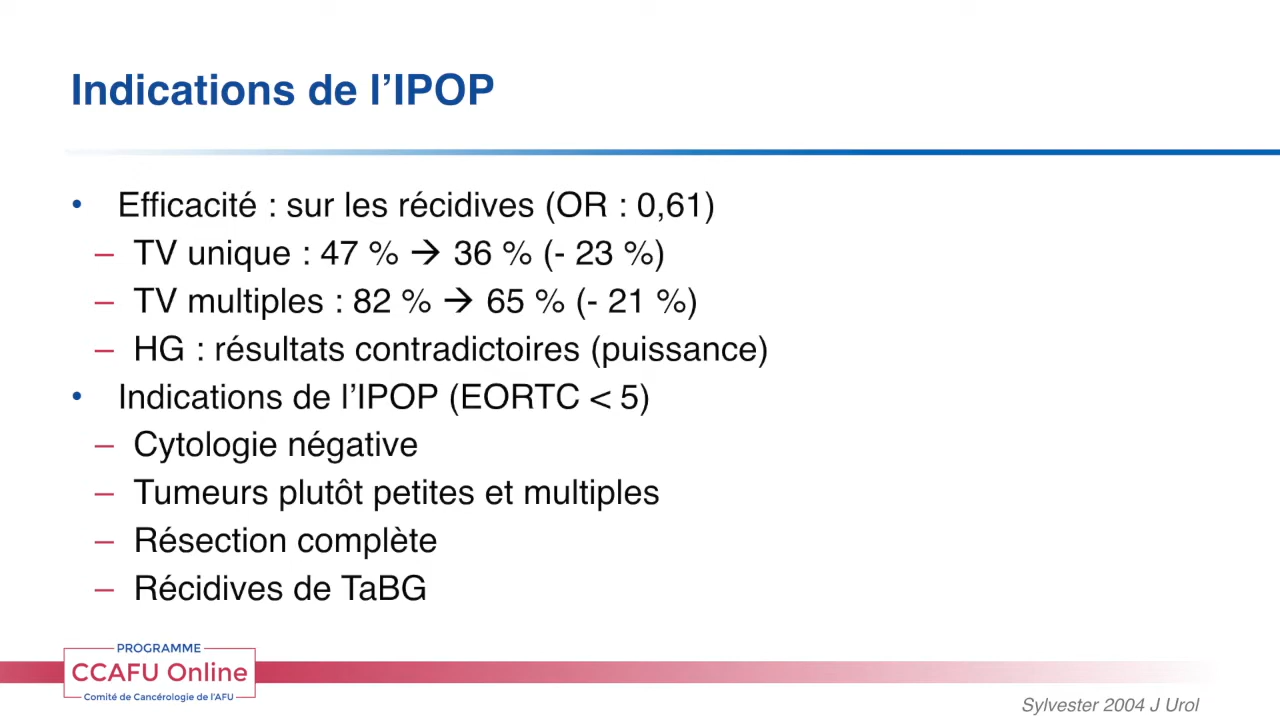 Indications de l’IPOP
• Efficacité : sur les récidives (OR : 0,61)
– TV unique : 47 % → 36 % (- 23 %)
– TV multiples : 82 % → 65 % (- 21 %)
– HG : résultats contradictoires (puissance)
• Indications de l’IPOP (EORTC < 5)
– Cytologie négative
– Tumeurs plutôt petites et multiples
– Résection complète
– Récidives de TaBG
PROGRAMME
CCAFU Online
Comité de Cancérologie de l'AFU
Sylvester 2004 J Urol